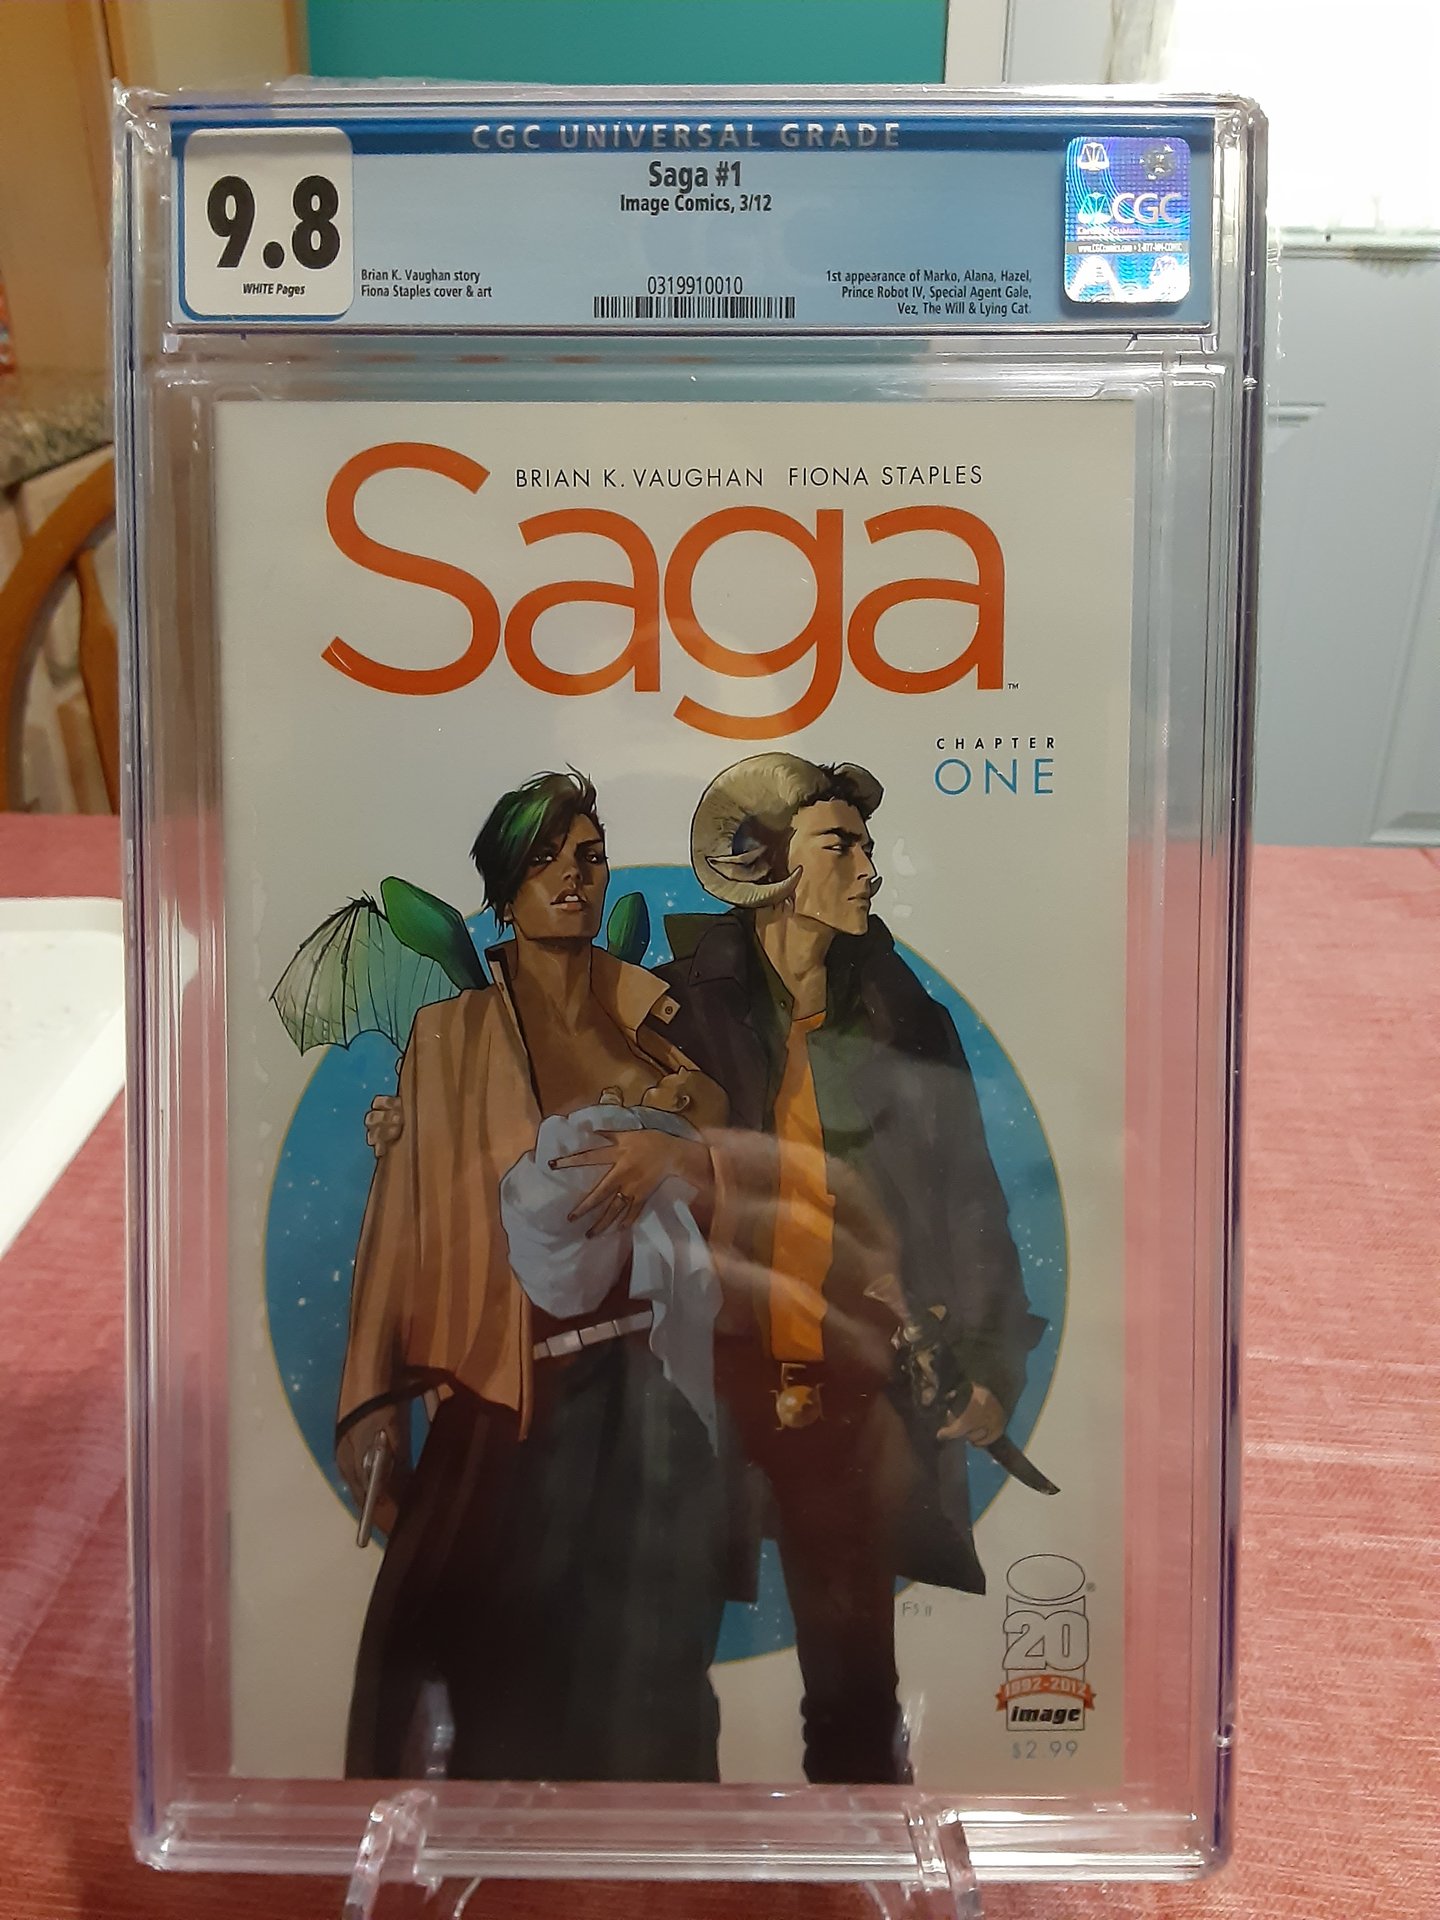 CGC UNIVERSAL GRADE
9.8
WHITE Pages
Saga #1
Image Comics, 3/12
Brian K. Vaughan story
Fiona Staples cover & art
0319910010
1st appearance of Marko, Alana, Hazel,
Prince Robot IV, Special Agent Gale,
Vez, The Will & Lying Cat.
CGC
BRIAN K. VAUGHAN FIONA STAPLES
Saga
™
CHAPTER
ONE
FS 11
i
®
20
1992-2012
image
$2.99